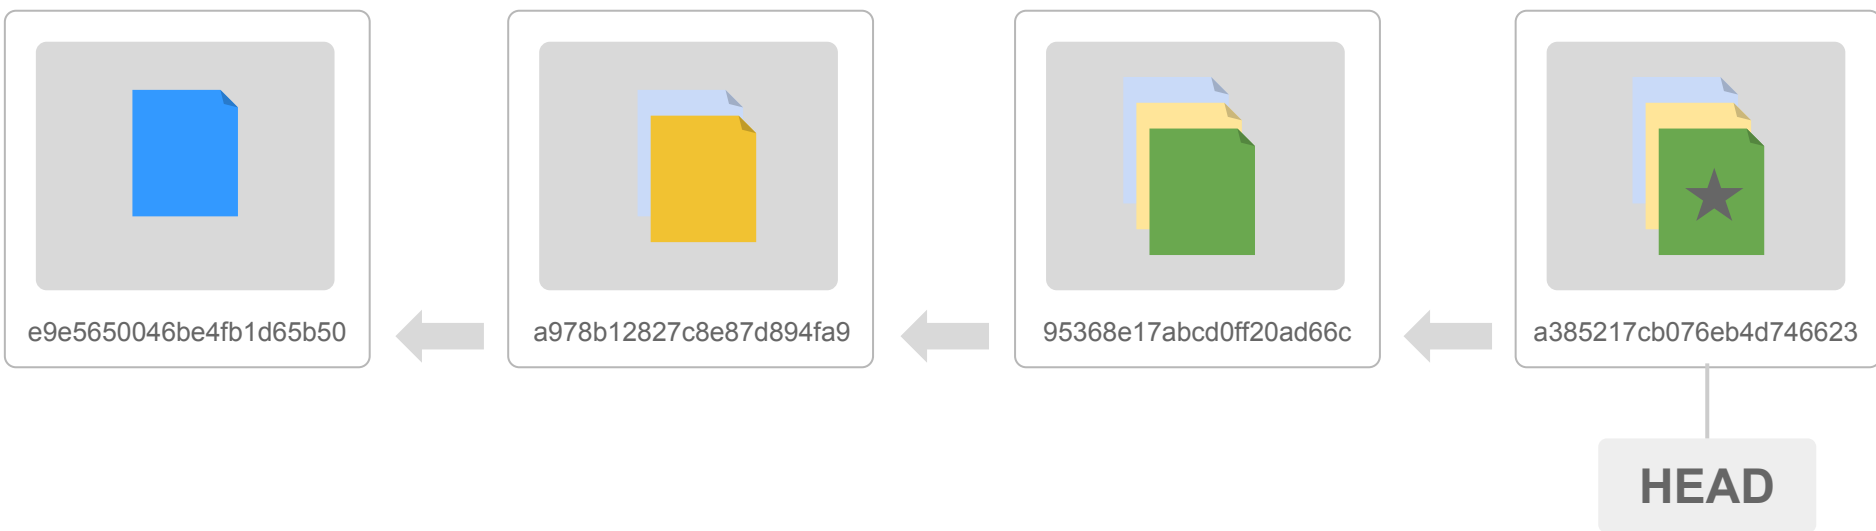 e9e5650046be4fb1d65b50
a978b12827c8e87d894fa9
95368e17abcd0ff20ad66c
a385217cb076eb4d746623
HEAD